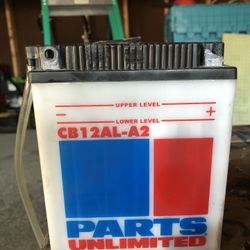 UPPER LEVEL
- +
LOWER LEVEL
CB12AL-A2
PARTS
UNLIMITED